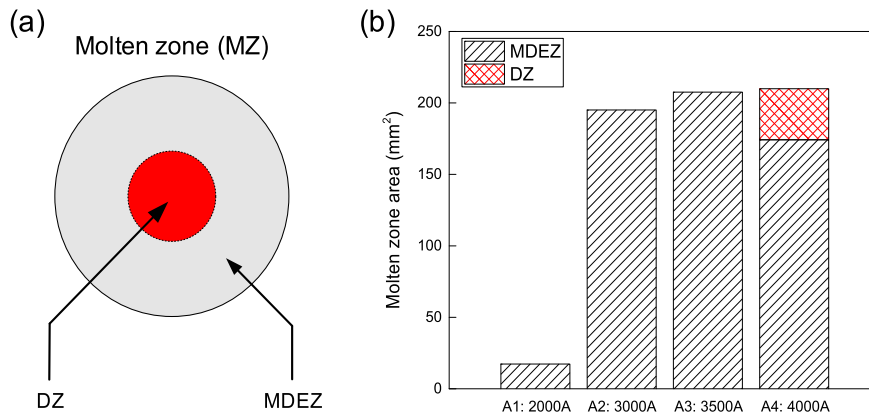 (a)
Molten zone (MZ)
DZ
MDEZ
(b)
MDEZ
DZ
Molten zone area (mm²)
250
200
150
100
50
0
A1: 2000A
A2: 3000A
A3: 3500A
A4: 4000A